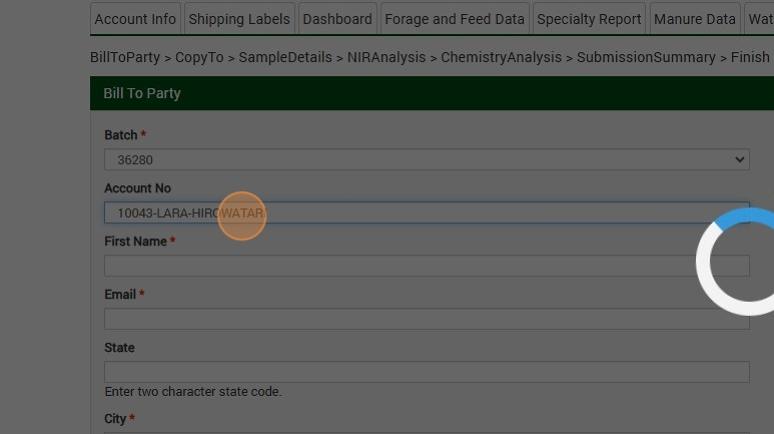 Account Info Shipping Labels Dashboard Forage and Feed Data Specialty Report Manure Data Wat
BillToParty > CopyTo > SampleDetails > NIRAnalysis > ChemistryAnalysis > SubmissionSummary > Finish
Bill To Party
Batch *
36280
Account No
10043-LARA-HIROWATARI
First Name *
Email *
State
Enter two character state code.
City *